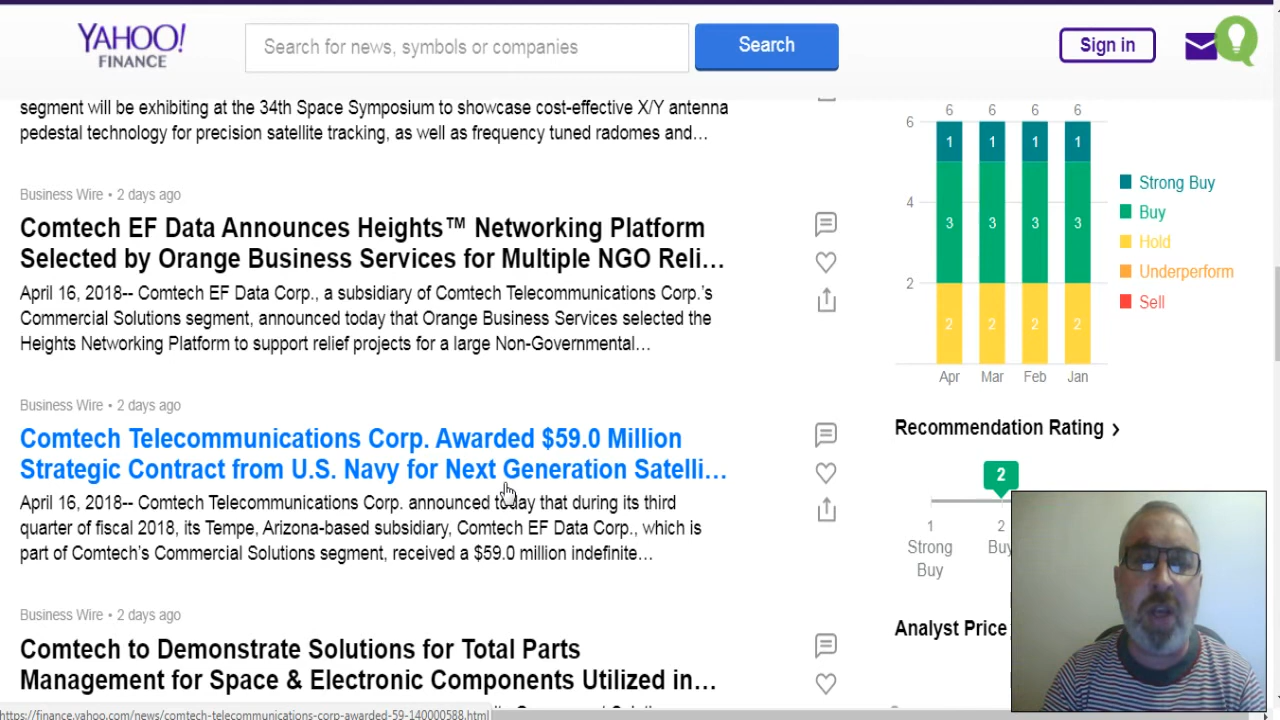 YAHOO!
FINANCE
Search for news, symbols or companies
Search
Sign in
segment will be exhibiting at the 34th Space Symposium to showcase cost-effective X/Y antenna
pedestal technology for precision satellite tracking, as well as frequency tuned radomes and...
Business Wire • 2 days ago
Comtech EF Data Announces Heights™ Networking Platform
Selected by Orange Business Services for Multiple NGO Reli...
April 16, 2018-- Comtech EF Data Corp., a subsidiary of Comtech Telecommunications Corp.'s
Commercial Solutions segment, announced today that Orange Business Services selected the
Heights Networking Platform to support relief projects for a large Non-Governmental...
Business Wire • 2 days ago
Comtech Telecommunications Corp. Awarded $59.0 Million
Strategic Contract from U.S. Navy for Next Generation Satelli...
April 16, 2018-- Comtech Telecommunications Corp. announced today that during its third
quarter of fiscal 2018, its Tempe, Arizona-based subsidiary, Comtech EF Data Corp., which is
part of Comtech's Commercial Solutions segment, received a $59.0 million indefinite...
Business Wire • 2 days ago
Comtech to Demonstrate Solutions for Total Parts
Management for Space & Electronic Components Utilized in...
https://finance.yahoo.com/news/comtech-telecommunications-corp-awarded-59-140000588.html
6 6 6 6
6
1 1 1 1
4
3 3 3 3
2
2 2 2 2
Apr Mar Feb Jan
Strong Buy
Buy
Hold
Underperform
Sell
Recommendation Rating >
2
1 2
Strong Buy
Buy
Analyst Price